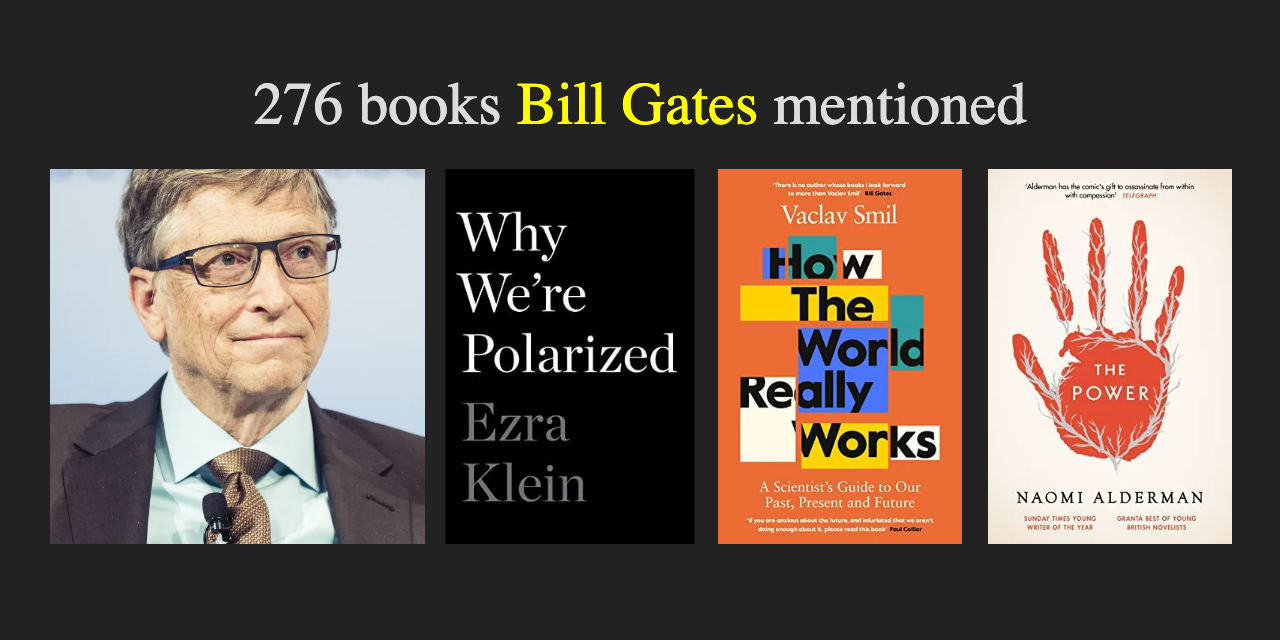 276 books Bill Gates mentioned
Why
We're
Polarized
Ezra
Klein
'There is no author whose books I look forward
to more than Vaclav Smil' Bill Gates
Vaclav Smil
How
The
World
Really
Works
A Scientist's Guide to Our
Past, Present and Future
'If you are anxious about the future, and infuriated that we aren't
doing enough about it, please read this book' Paul Collier
'Alderman has the comic's gift to assassinate from within
with compassion' TELEGRAPH
THE
POWER
NAOMI ALDERMAN
SUNDAY TIMES YOUNG
WRITER OF THE YEAR
GRANTA BEST OF YOUNG
BRITISH NOVELISTS